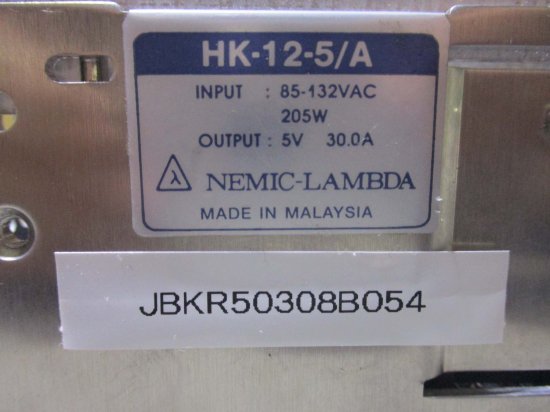 HK-12-5/A
INPUT : 85-132VAC
205W
OUTPUT : 5V 30.0A
λ NEMIC-LAMBDA
MADE IN MALAYSIA
JBKR50308B054